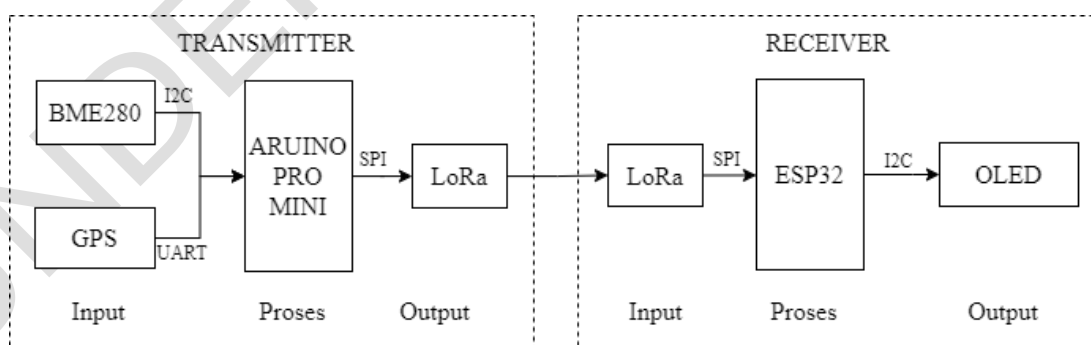 TRANSMITTER
BME280
I2C
GPS
UART
ARUINO
PRO
MINI
SPI
LoRa
Input
Proses
Output
RECEIVER
LoRa
SPI
ESP32
I2C
OLED
Input
Proses
Output